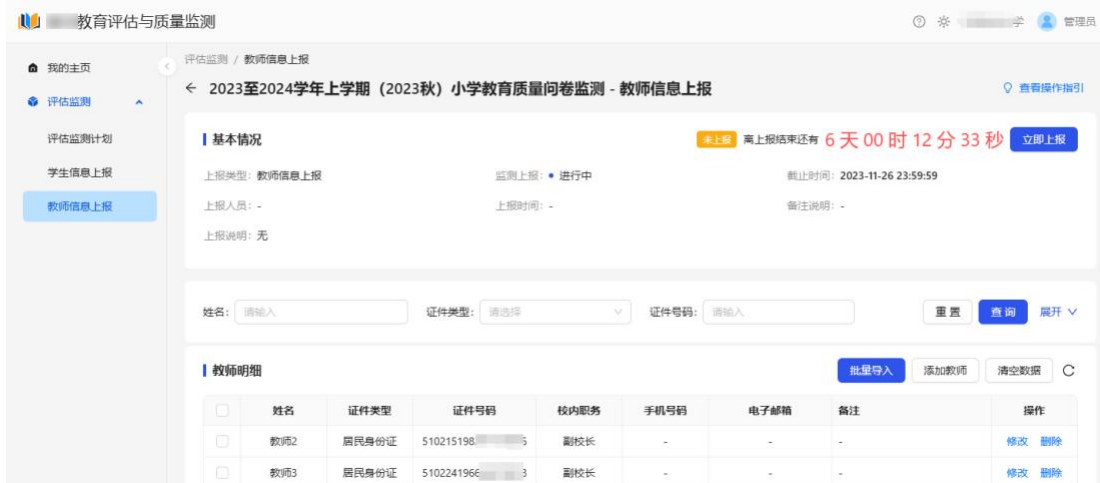 教育评估与质量监测
学
管理员
我的主页
评估监测
评估监测计划
学生信息上报
教师信息上报
评估监测 / 教师信息上报
← 2023至2024学年上学期（2023秋）小学教育质量问卷监测 - 教师信息上报
查看操作指引
基本情况
未上报 离上报结束还有 6 天 00 时 12 分 33 秒 立即上报
上报类型: 教师信息上报 监测上报: 进行中 截止时间: 2023-11-26 23:59:59
上报人员: - 上报时间: - 备注说明: -
上报说明: 无
姓名: 请输入 证件类型: 请选择 证件号码: 请输入 重置 查询 展开
教师明细 批量导入 添加教师 清空数据
姓名 证件类型 证件号码 校内职务 手机号码 电子邮箱 备注 操作
教师2 居民身份证 510215198 5 副校长 - - - 修改 删除
教师3 居民身份证 5102241966 3 副校长 - - - 修改 删除